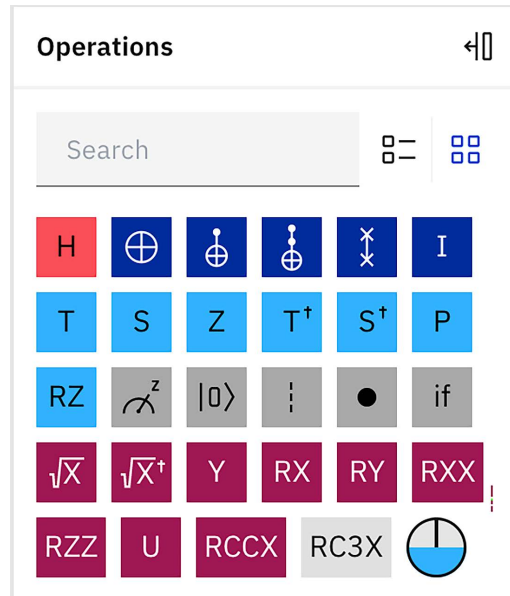 Operations
Search
H I
T S Z T† S† P
RZ z |0⟩ if
√X √X† Y RX RY RXX
RZZ U RCCX RC3X